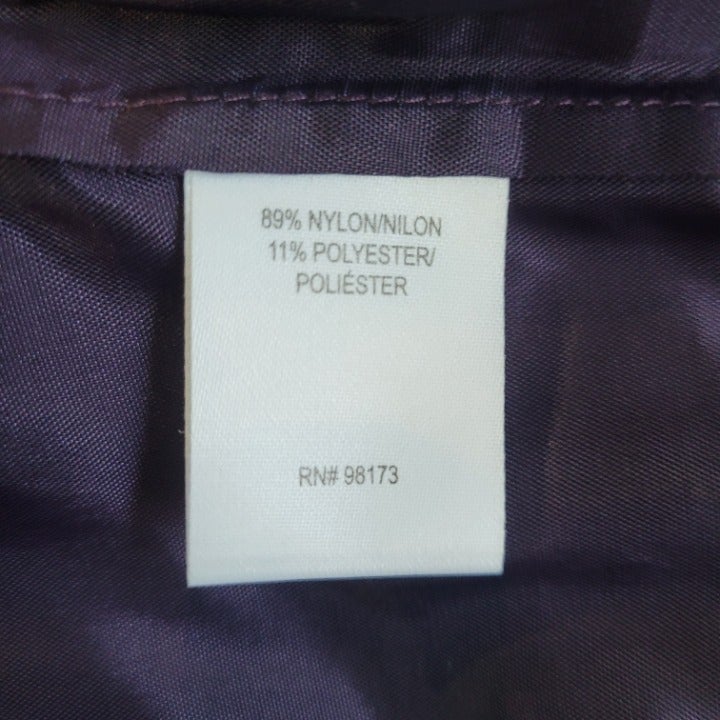 89% NYLON/NILON
11% POLYESTER/
POLIÉSTER
RN# 98173